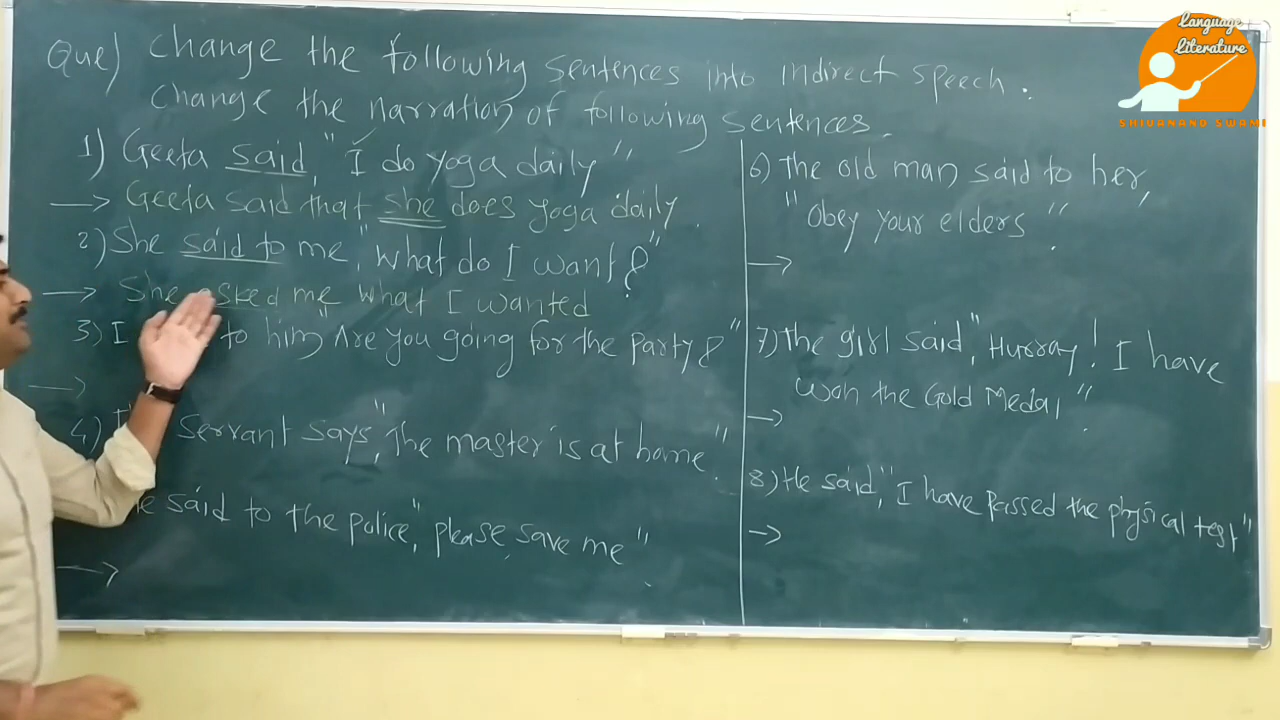 Que) Change the following sentences into indirect speech.
Change the narration of following sentences.
1) Geeta said, "I do yoga daily"
→ Geeta said that she does yoga daily
2) She said to me, "What do I want?"
→ She asked me what I wanted
3) I to him, "Are you going for the party?"
→
4) Servant says, "The master is at home."
said to the police, "please save me".
→
6) The old man said to her,
"Obey your elders".
→
7) The girl said, "Hurray! I have
won the Gold Medal".
→
8) He said, "I have passed the physical test"
→
Language
Literature
SHIVANAND SWAMI